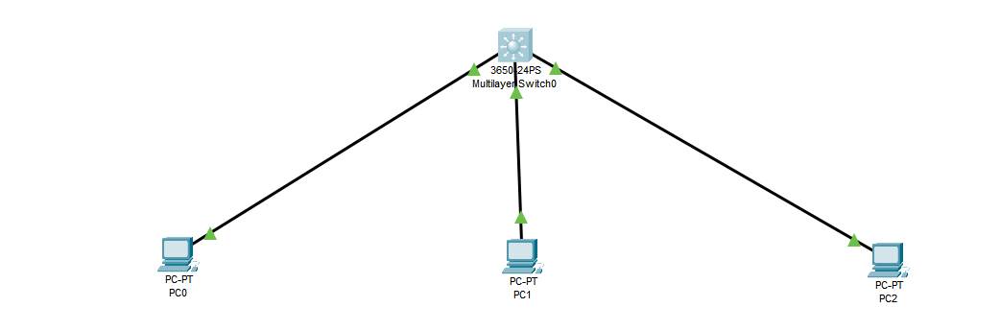 3650-24PS
Multilayer Switch0
PC-PT
PC0
PC-PT
PC1
PC-PT
PC2